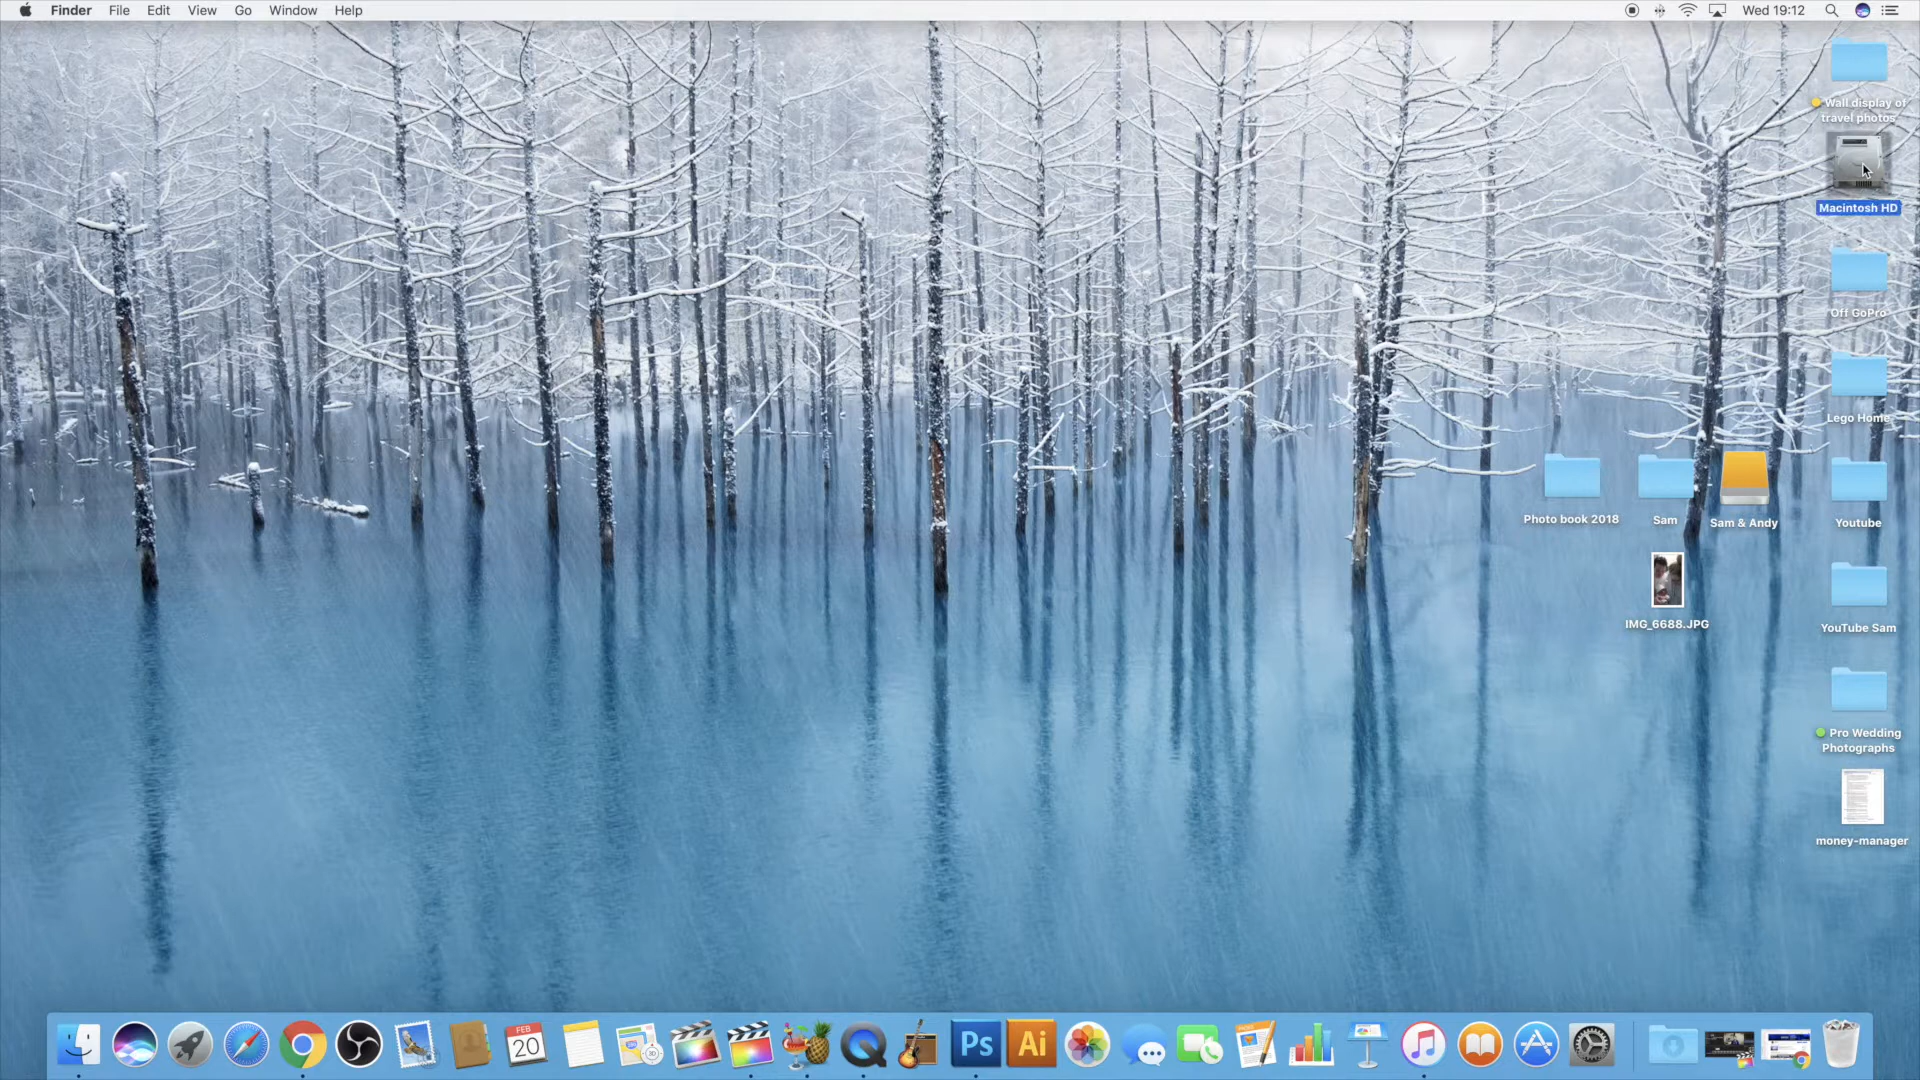 Finder File Edit View Go Window Help
Wed 19:12
Wall display of
travel photos
Macintosh HD
Off GoPro
Lego Home
Photo book 2018
Sam
Sam & Andy
Youtube
IMG_6688.JPG
YouTube Sam
Pro Wedding
Photographs
money-manager
FEB
20
Ps
Ai